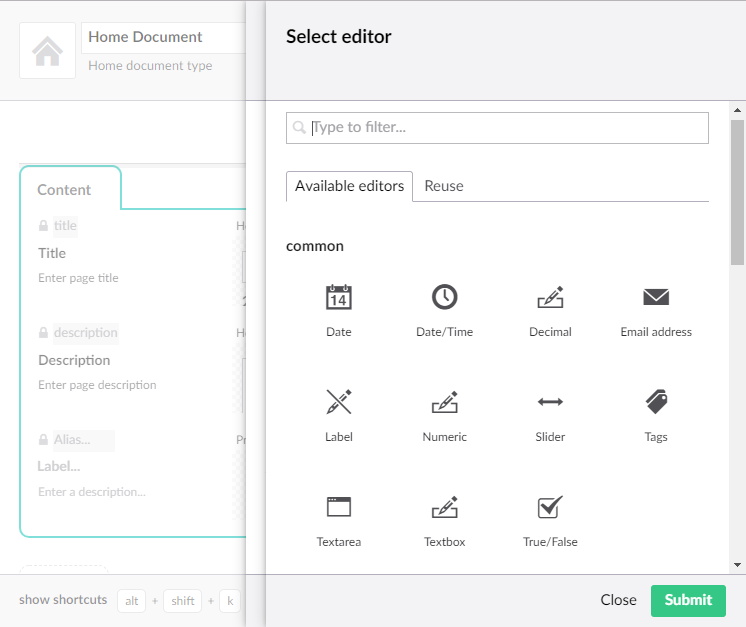 Home Document
Home document type
Content
title
Title
Enter page title
description
Description
Enter page description
Alias...
Label...
Enter a description...
show shortcuts alt + shift + k
Select editor
Type to filter...
Available editors Reuse
common
14
Date Date/Time Decimal Email address
Label Numeric Slider Tags
Textarea Textbox True/False
Close Submit